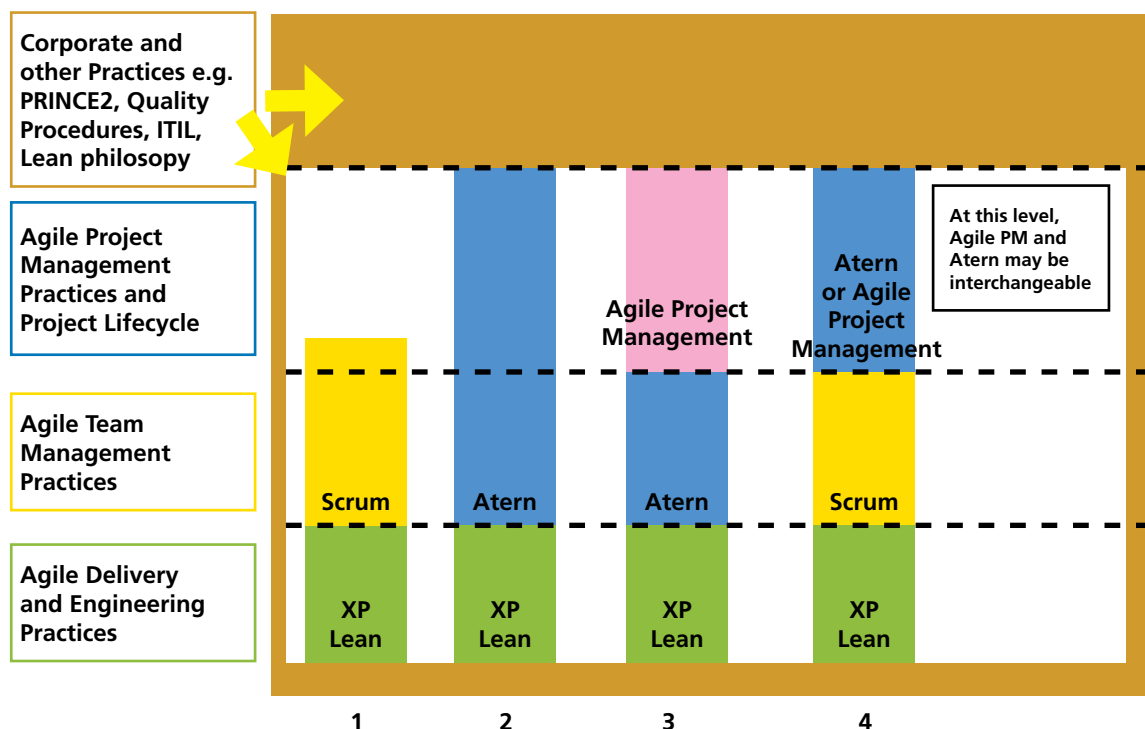 Corporate and
other Practices e.g.
PRINCE2, Quality
Procedures, ITIL,
Lean philosopy
Agile Project
Management
Practices and
Project Lifecycle
Agile Team
Management
Practices
Agile Delivery
and Engineering
Practices
Scrum
XP
Lean
1
Atern
XP
Lean
2
Agile Project
Management
Atern
XP
Lean
3
Atern
or Agile
Project
Management
Scrum
XP
Lean
4
At this level,
Agile PM and
Atern may be
interchangeable